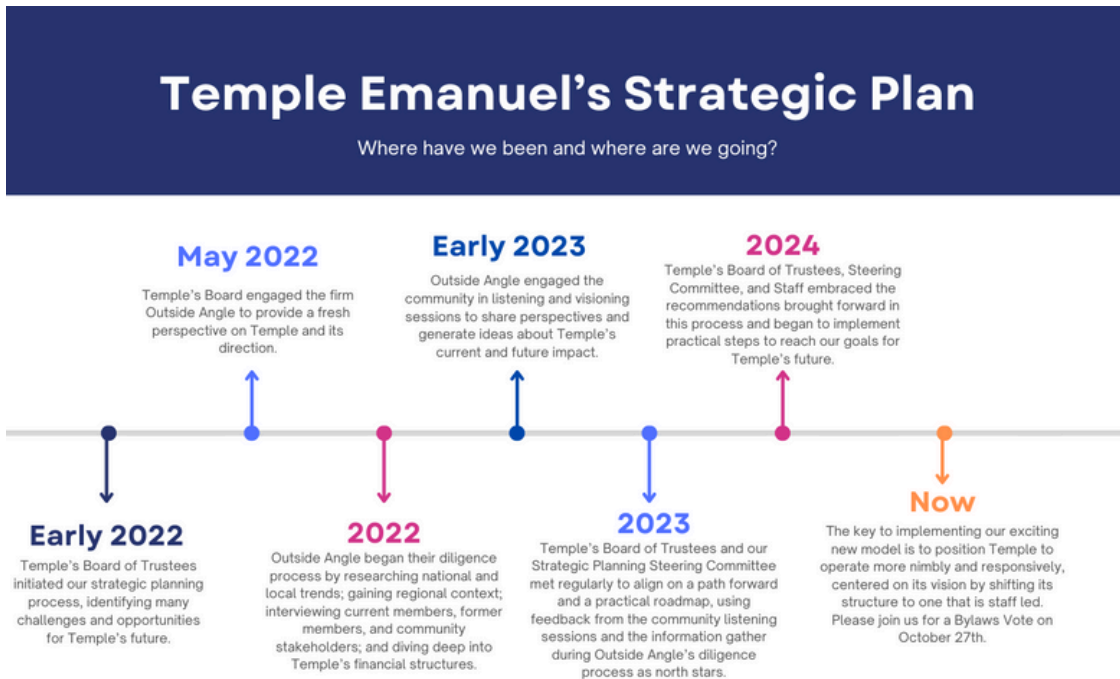 Temple Emanuel's Strategic Plan
Where have we been and where are we going?
Early 2022
Temple's Board of Trustees
initiated our strategic planning
process, identifying many
challenges and opportunities
for Temple's future.
May 2022
Temple's Board engaged the firm
Outside Angle to provide a fresh
perspective on Temple and its
direction.
2022
Outside Angle began their diligence
process by researching national and
local trends; gaining regional context;
interviewing current members, former
members, and community
stakeholders; and diving deep into
Temple's financial structures.
Early 2023
Outside Angle engaged the
community in listening and visioning
sessions to share perspectives and
generate ideas about Temple's
current and future impact.
2023
Temple's Board of Trustees and our
Strategic Planning Steering Committee
met regularly to align on a path forward
and a practical roadmap, using
feedback from the community listening
sessions and the information gather
during Outside Angle's diligence
process as north stars.
2024
Temple's Board of Trustees, Steering
Committee, and Staff embraced the
recommendations brought forward in
this process and began to implement
practical steps to reach our goals for
Temple's future.
Now
The key to implementing our exciting
new model is to position Temple to
operate more nimbly and responsively,
centered on its vision by shifting its
structure to one that is staff led.
Please join us for a Bylaws Vote on
October 27th.